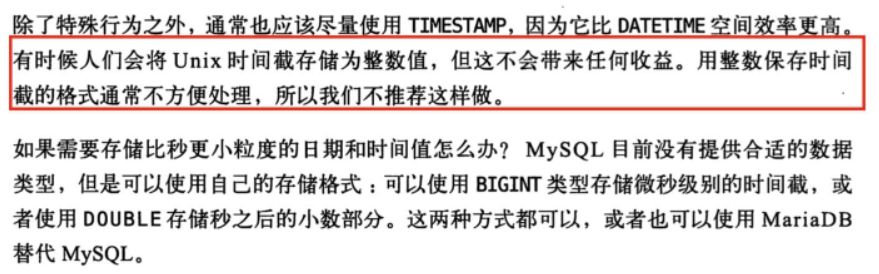 除了特殊行为之外，通常也应该尽量使用 TIMESTAMP，因为它比 DATETIME 空间效率更高。
有时候人们会将 Unix 时间截存储为整数值，但这不会带来任何收益。用整数保存时间
截的格式通常不方便处理，所以我们不推荐这样做。
如果需要存储比秒更小粒度的日期和时间值怎么办？ MySQL 目前没有提供合适的数据
类型，但是可以使用自己的存储格式：可以使用 BIGINT 类型存储微秒级别的时间截，或
者使用 DOUBLE 存储秒之后的小数部分。这两种方式都可以，或者也可以使用 MariaDB
替代 MySQL。